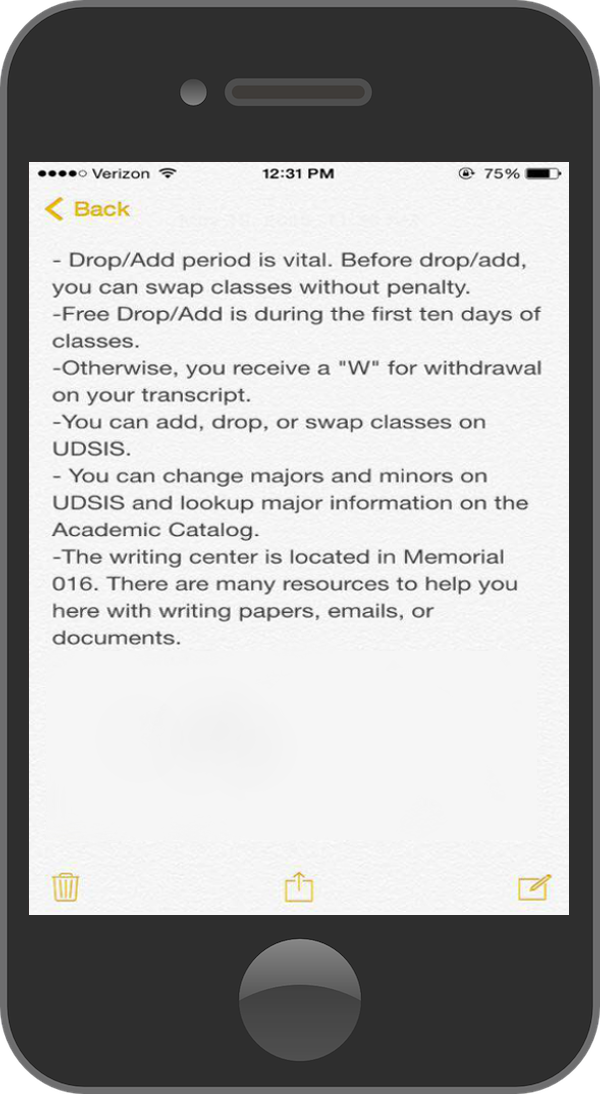 Verizon 12:31 PM 75%
Back
- Drop/Add period is vital. Before drop/add,
you can swap classes without penalty.
-Free Drop/Add is during the first ten days of
classes.
-Otherwise, you receive a "W" for withdrawal
on your transcript.
-You can add, drop, or swap classes on
UDSIS.
- You can change majors and minors on
UDSIS and lookup major information on the
Academic Catalog.
-The writing center is located in Memorial
016. There are many resources to help you
here with writing papers, emails, or
documents.